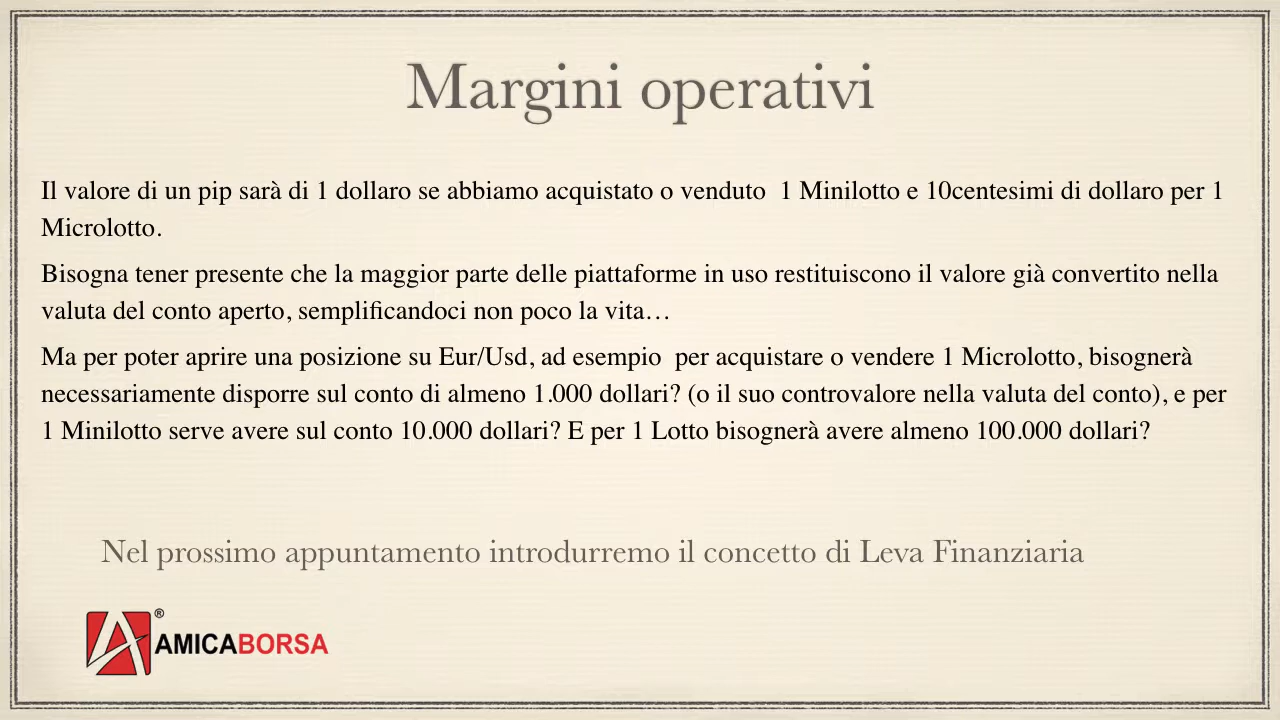 Margini operativi
Il valore di un pip sarà di 1 dollaro se abbiamo acquistato o venduto  1 Minilotto e 10centesimi di dollaro per 1
Microlotto.
Bisogna tener presente che la maggior parte delle piattaforme in uso restituiscono il valore già convertito nella
valuta del conto aperto, semplificandoci non poco la vita…
Ma per poter aprire una posizione su Eur/Usd, ad esempio  per acquistare o vendere 1 Microlotto, bisognerà
necessariamente disporre sul conto di almeno 1.000 dollari? (o il suo controvalore nella valuta del conto), e per
1 Minilotto serve avere sul conto 10.000 dollari? E per 1 Lotto bisognerà avere almeno 100.000 dollari?
Nel prossimo appuntamento introdurremo il concetto di Leva Finanziaria
®
AMICABORSA